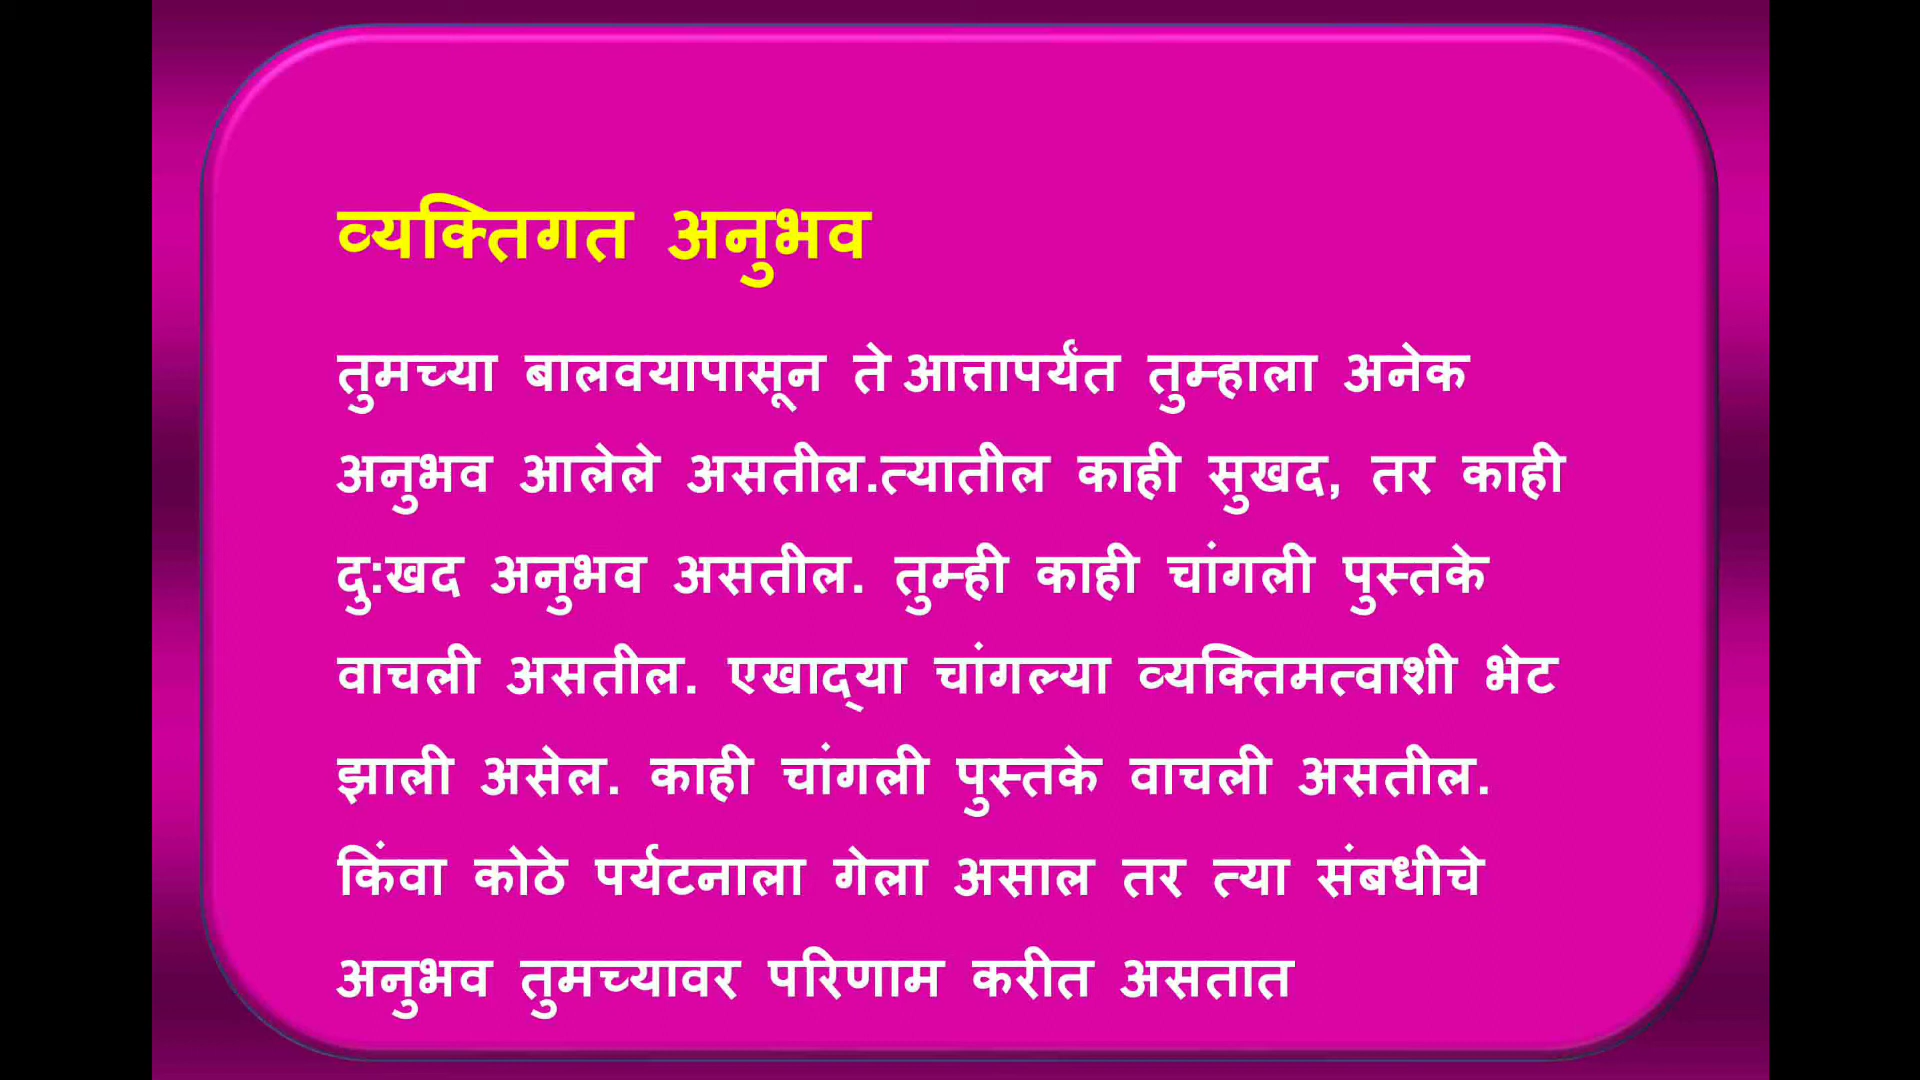 व्यक्तिगत अनुभव
तुमच्या बालवयापासून ते आत्तापर्यंत तुम्हाला अनेक
अनुभव आलेले असतील.त्यातील काही सुखद, तर काही
दु:खद अनुभव असतील. तुम्ही काही चांगली पुस्तके
वाचली असतील. एखाद्‌या चांगल्या व्यक्तिमत्वाशी भेट
झाली असेल. काही चांगली पुस्तके वाचली असतील.
किंवा कोठे पर्यटनाला गेला असाल तर त्या संबधीचे
अनुभव तुमच्यावर परिणाम करीत असतात